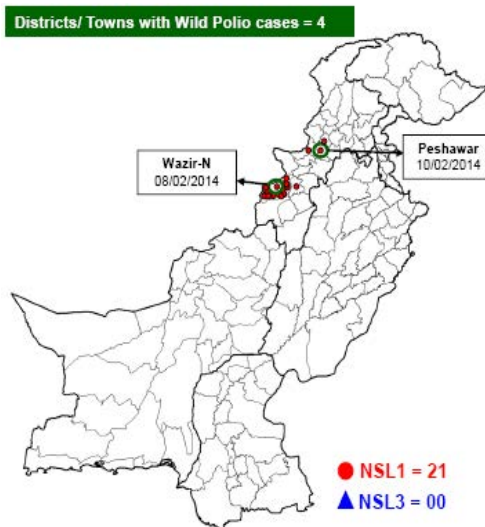 Districts/ Towns with Wild Polio cases = 4
Wazir-N
08/02/2014
Peshawar
10/02/2014
NSL1 = 21
NSL3 = 00